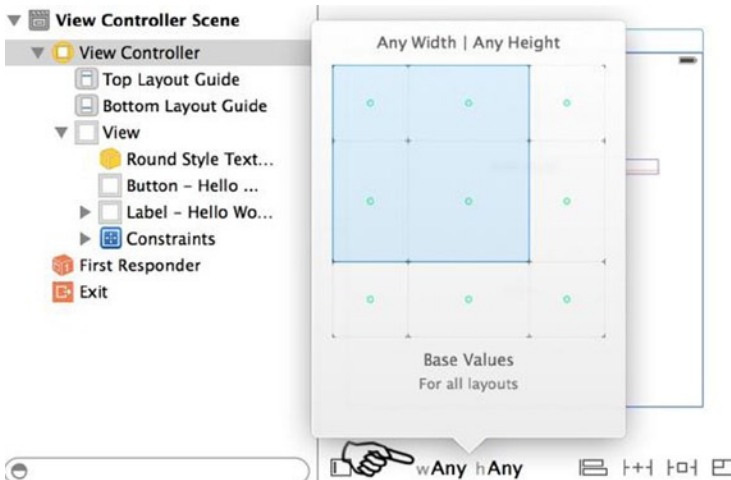 View Controller Scene
View Controller
Top Layout Guide
Bottom Layout Guide
View
Round Style Text...
Button – Hello ...
Label – Hello Wo...
Constraints
First Responder
Exit
Any Width | Any Height
Base Values
For all layouts
wAny hAny